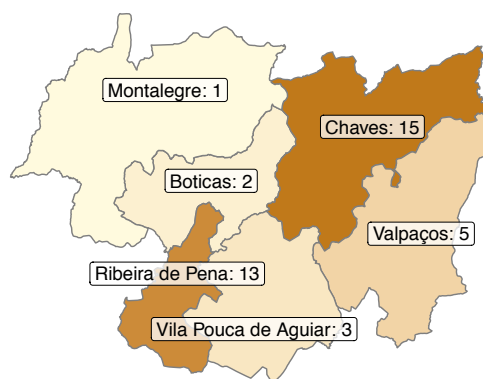 Montalegre: 1
Chaves: 15
Boticas: 2
Valpaços: 5
Ribeira de Pena: 13
Vila Pouca de Aguiar: 3